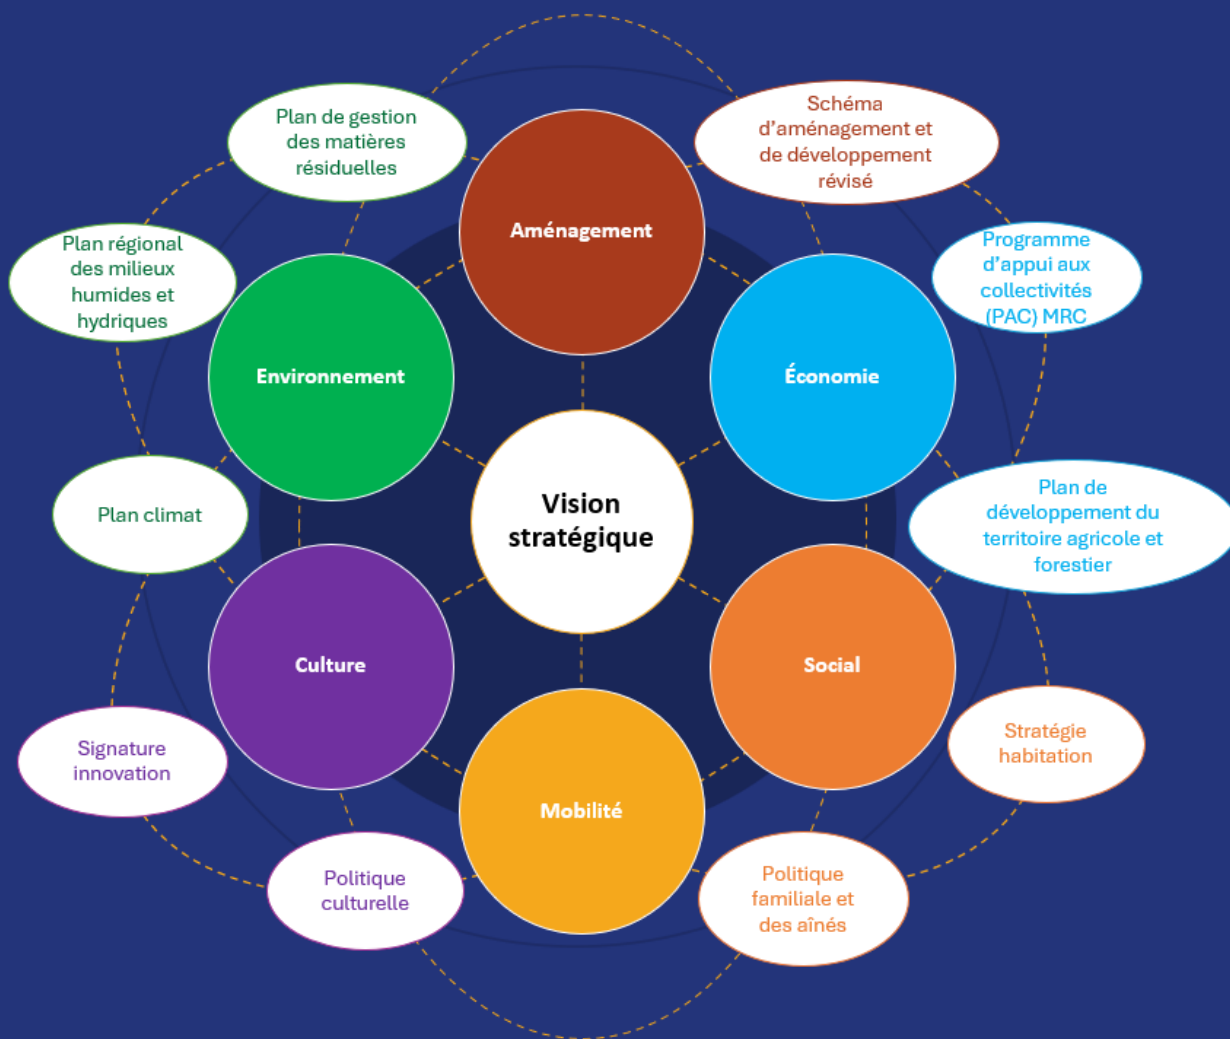 Plan de gestion
des matières
résiduelles
Schéma
d'aménagement et
de développement
révisé
Aménagement
Plan régional
des milieux
humides et
hydriques
Programme
d'appui aux
collectivités
(PAC) MRC
Environnement
Économie
Vision
stratégique
Plan climat
Plan de
développement du
territoire agricole et
forestier
Culture
Social
Signature
innovation
Stratégie
habitation
Mobilité
Politique
culturelle
Politique
familiale et
des aînés